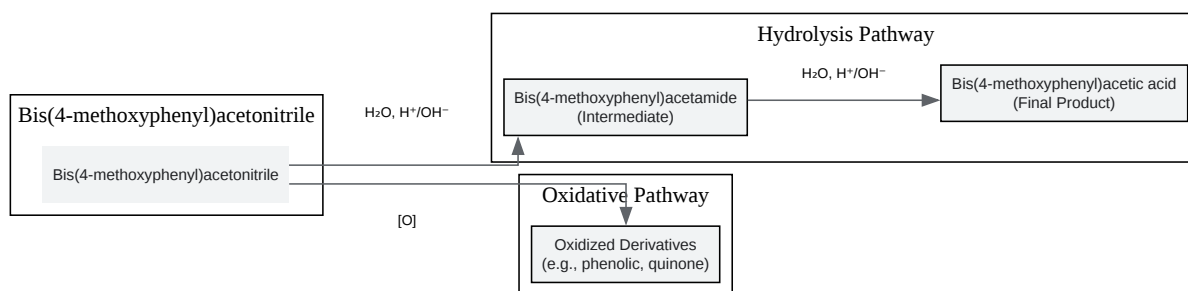 Hydrolysis Pathway
H₂O, H⁺/OH⁻
Bis(4-methoxyphenyl)acetic acid
(Final Product)
Bis(4-methoxyphenyl)acetamide
(Intermediate)
Bis(4-methoxyphenyl)acetonitrile
H₂O, H⁺/OH⁻
Bis(4-methoxyphenyl)acetonitrile
Oxidative Pathway
[O]
Oxidized Derivatives
(e.g., phenolic, quinone)